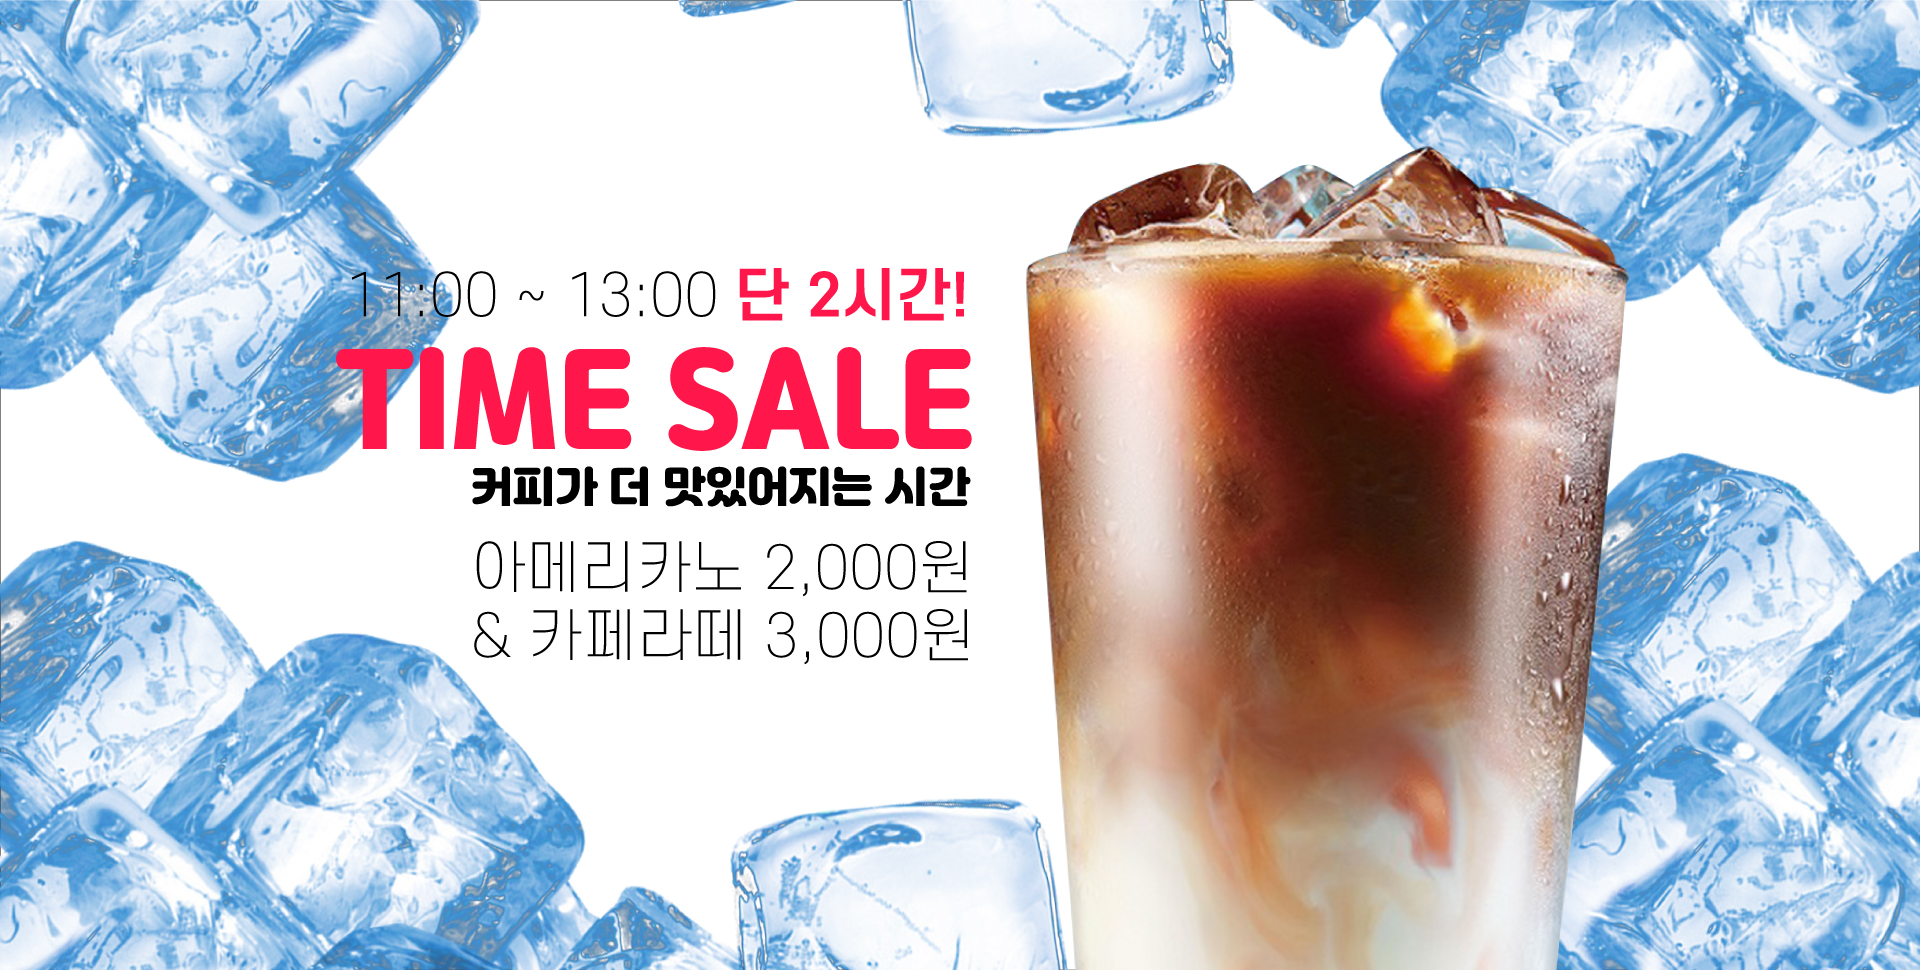 11:00 ~ 13:00 단 2시간!
TIME SALE
커피가 더 맛있어지는 시간
아메리카노 2,000원
& 카페라떼 3,000원